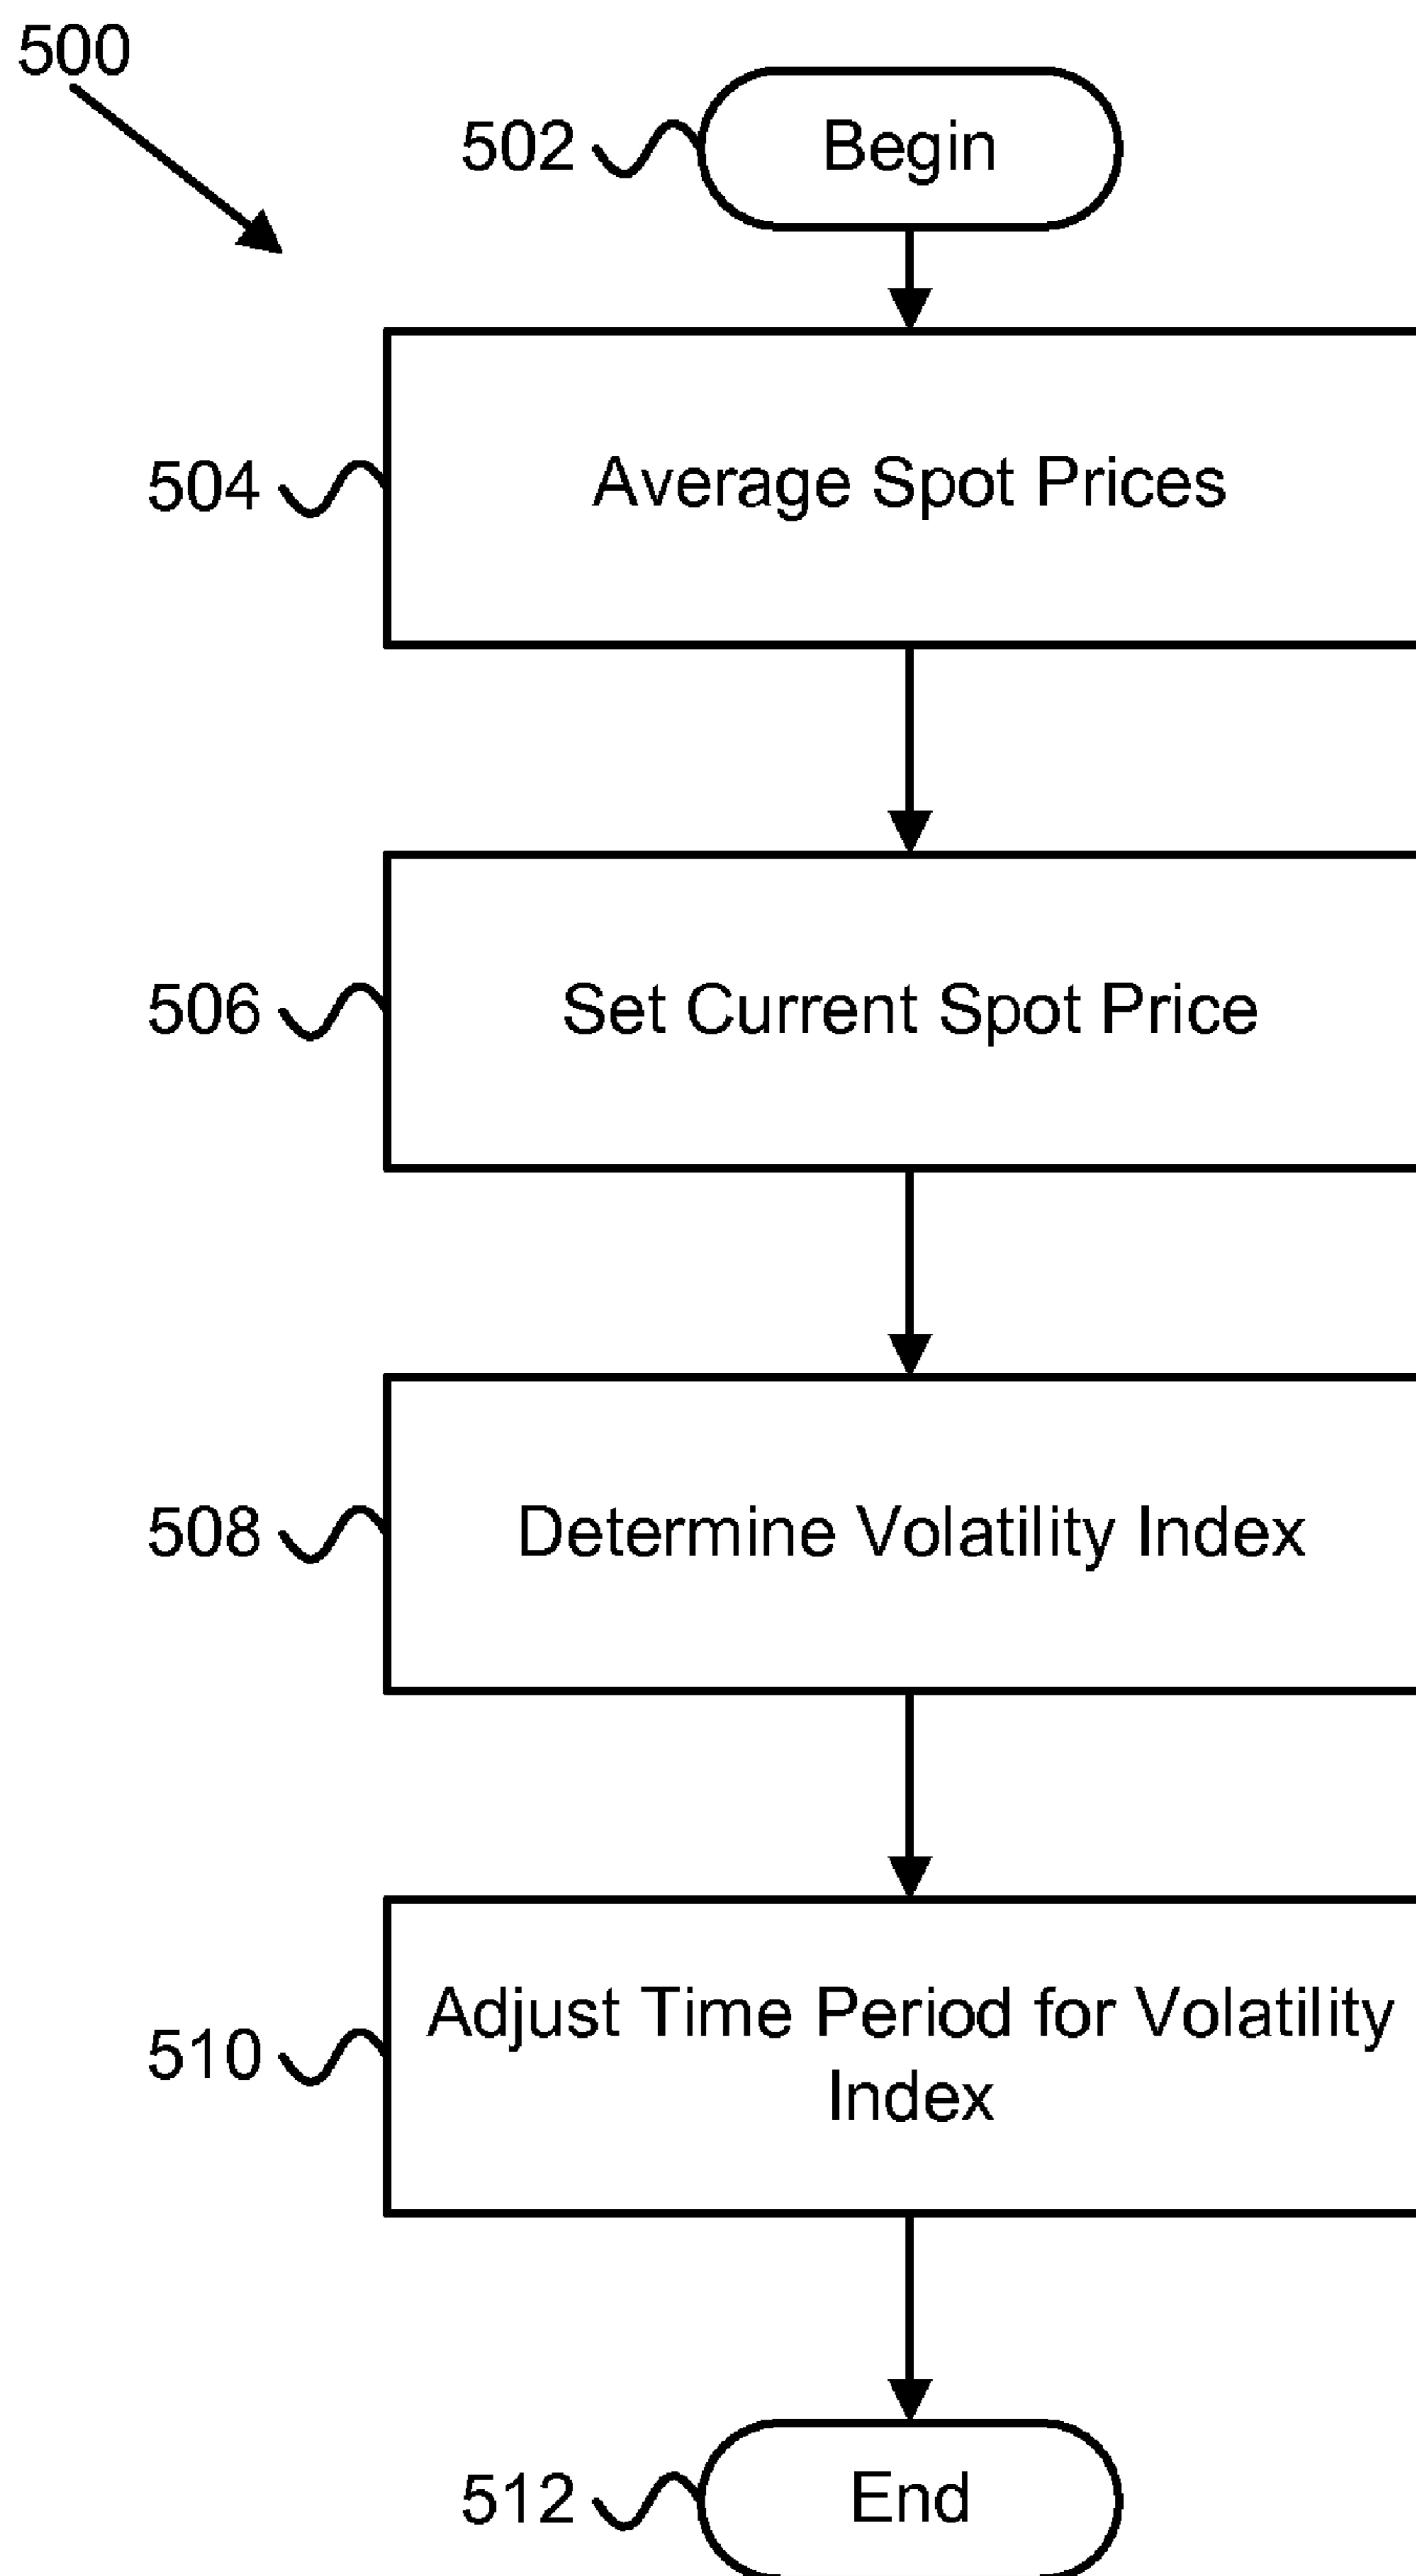 500
502 Begin
504 Average Spot Prices
506 Set Current Spot Price
508 Determine Volatility Index
510 Adjust Time Period for Volatility
Index
512 End